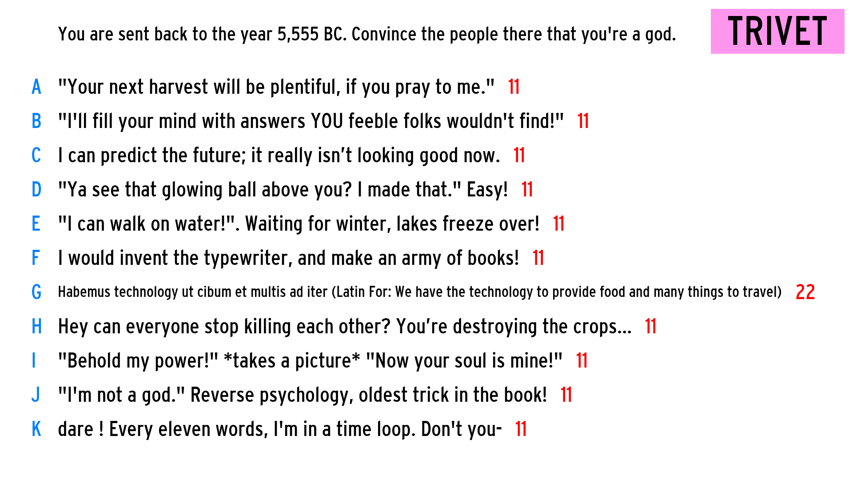 You are sent back to the year 5,555 BC. Convince the people there that you're a god.
TRIVET
A "Your next harvest will be plentiful, if you pray to me." 11
B "I'll fill your mind with answers YOU feeble folks wouldn't find!" 11
C I can predict the future; it really isn’t looking good now. 11
D "Ya see that glowing ball above you? I made that." Easy! 11
E "I can walk on water!". Waiting for winter, lakes freeze over! 11
F I would invent the typewriter, and make an army of books! 11
G Habemus technology ut cibum et multis ad iter (Latin For: We have the technology to provide food and many things to travel) 22
H Hey can everyone stop killing each other? You’re destroying the crops... 11
I "Behold my power!" *takes a picture* "Now your soul is mine!" 11
J "I'm not a god." Reverse psychology, oldest trick in the book! 11
K dare ! Every eleven words, I'm in a time loop. Don't you- 11